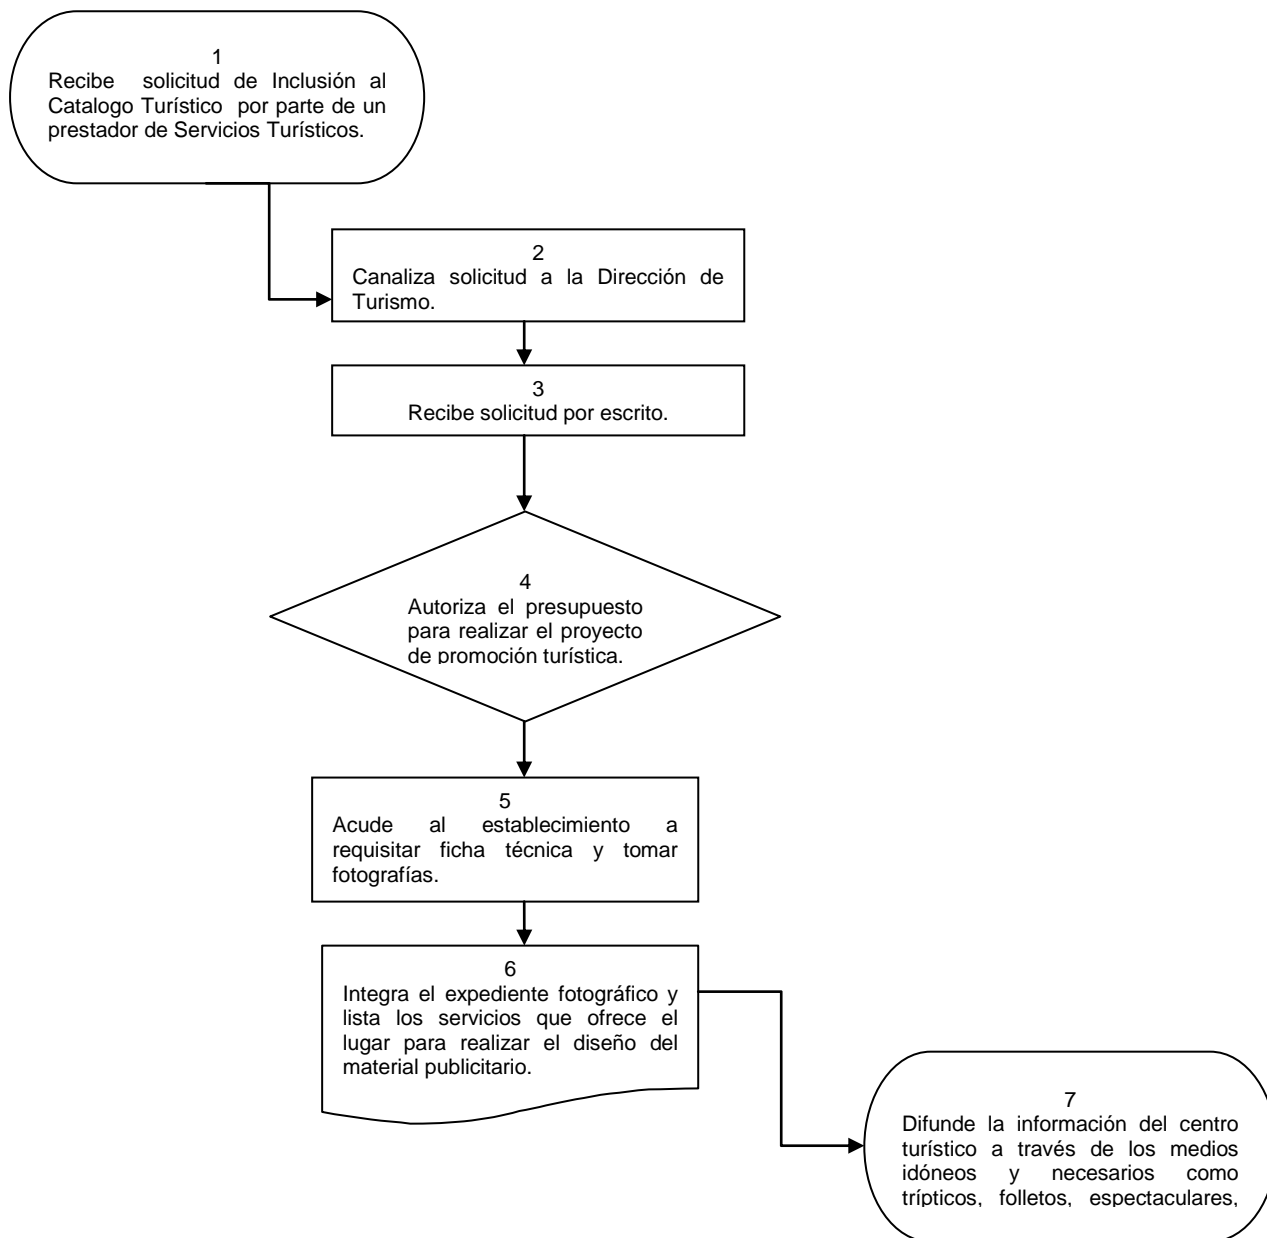 1
Recibe solicitud de Inclusión al
Catalogo Turístico por parte de un
prestador de Servicios Turísticos.
2
Canaliza solicitud a la Dirección de
Turismo.
3
Recibe solicitud por escrito.
4
Autoriza el presupuesto
para realizar el proyecto
de promoción turística.
5
Acude al establecimiento a
requisitar ficha técnica y tomar
fotografías.
6
Integra el expediente fotográfico y
lista los servicios que ofrece el
lugar para realizar el diseño del
material publicitario.
7
Difunde la información del centro
turístico a través de los medios
idóneos y necesarios como
trípticos, folletos, espectaculares,